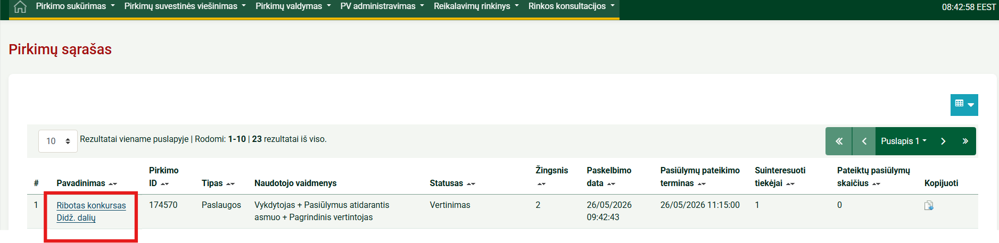 Pirkimo sukūrimas Pirkimų suvestinės viešinimas Pirkimų valdymas PV administravimas Reikalavimų rinkinys Rinkos konsultacijos 08:42:58 EEST
Pirkimų sąrašas
10 Rezultatai viename puslapyje | Rodomi: 1-10 | 23 rezultatai iš viso. « ‹ Puslapis 1 › »
Pirkimo Žingsnis Paskelbimo Pasiūlymų pateikimo Suinteresuoti Pateiktų pasiūlymų
# Pavadinimas ID Tipas Naudotojo vaidmenys Statusas data terminas tiekėjai skaičius Kopijuoti
1 Ribotas konkursas 174570 Paslaugos Vykdytojas + Pasiūlymus atidarantis Vertinimas 2 26/05/2026 26/05/2026 11:15:00 1 0
Didž. dalių asmuo + Pagrindinis vertintojas 09:42:43